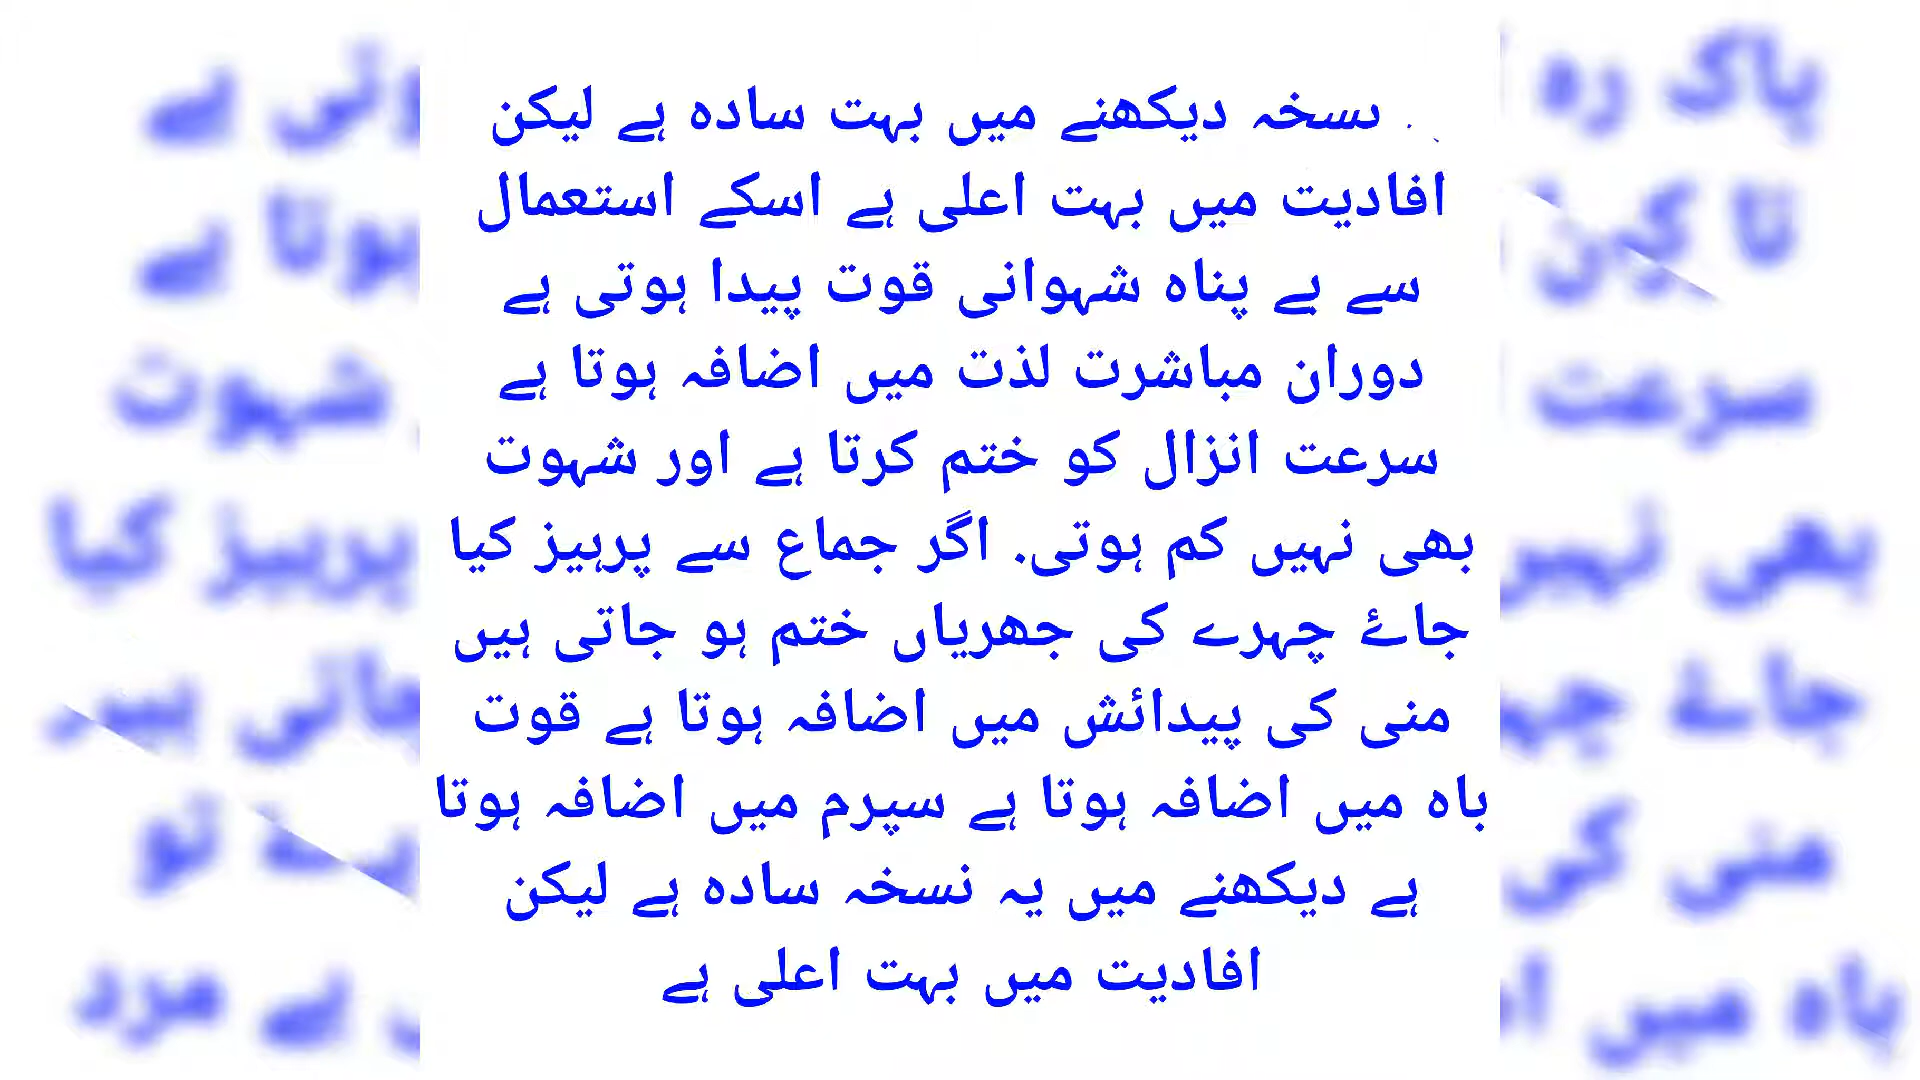 نسخہ دیکھنے میں بہت سادہ ہے لیکن
افادیت میں بہت اعلی ہے اسکے استعمال
سے بے پناہ شہوانی قوت پیدا ہوتی ہے
دوران مباشرت لذت میں اضافہ ہوتا ہے
سرعت انزال کو ختم کرتا ہے اور شہوت
بھی نہیں کم ہوتی. اگر جماع سے پرہیز کیا
جاۓ چہرے کی جھریاں ختم ہو جاتی ہیں
منی کی پیدائش میں اضافہ ہوتا ہے قوت
باہ میں اضافہ ہوتا ہے سپرم میں اضافہ ہوتا
ہے دیکھنے میں یہ نسخہ سادہ ہے لیکن
افادیت میں بہت اعلی ہے